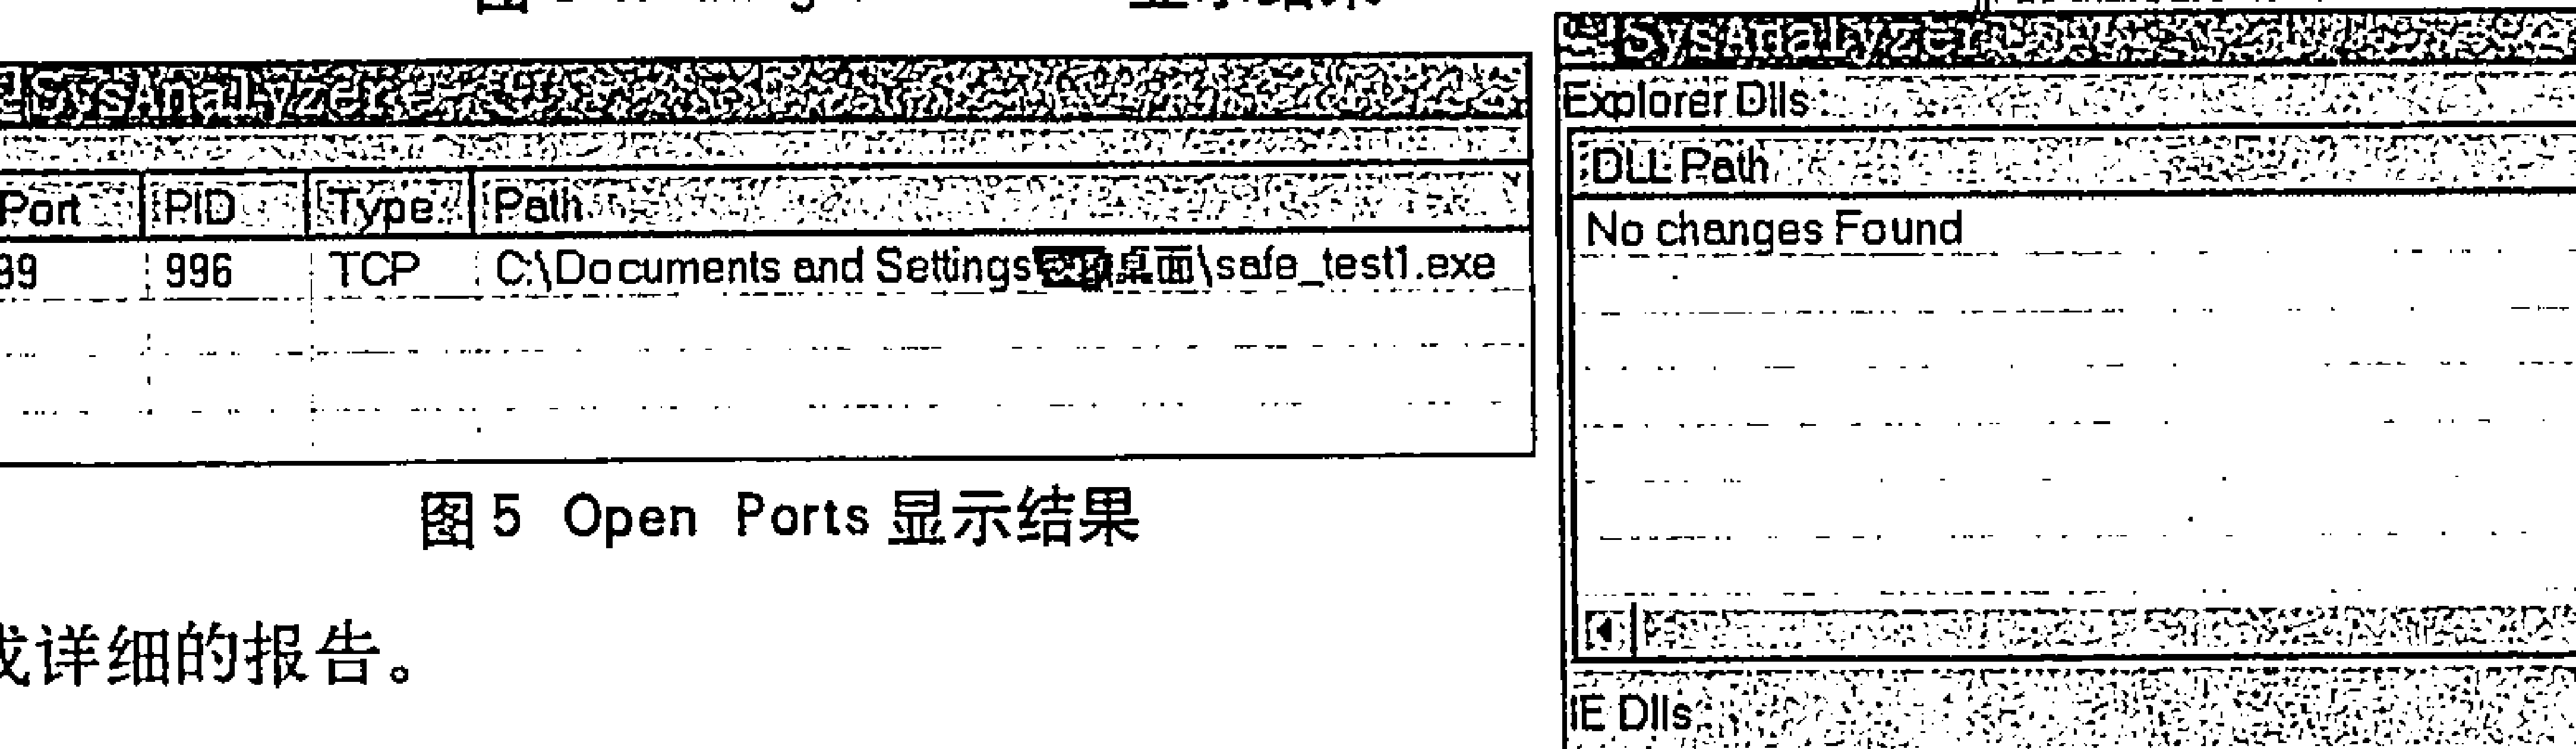 SysAnalyzer
Port PID Type Path
99 996 TCP C:\Documents and Settings 桌面\safe_test1.exe
图5 Open Ports 显示结果
详细的报告。
SysAnalyzer
Explorer Dlls
DLL Path
No changes Found
IE Dlls